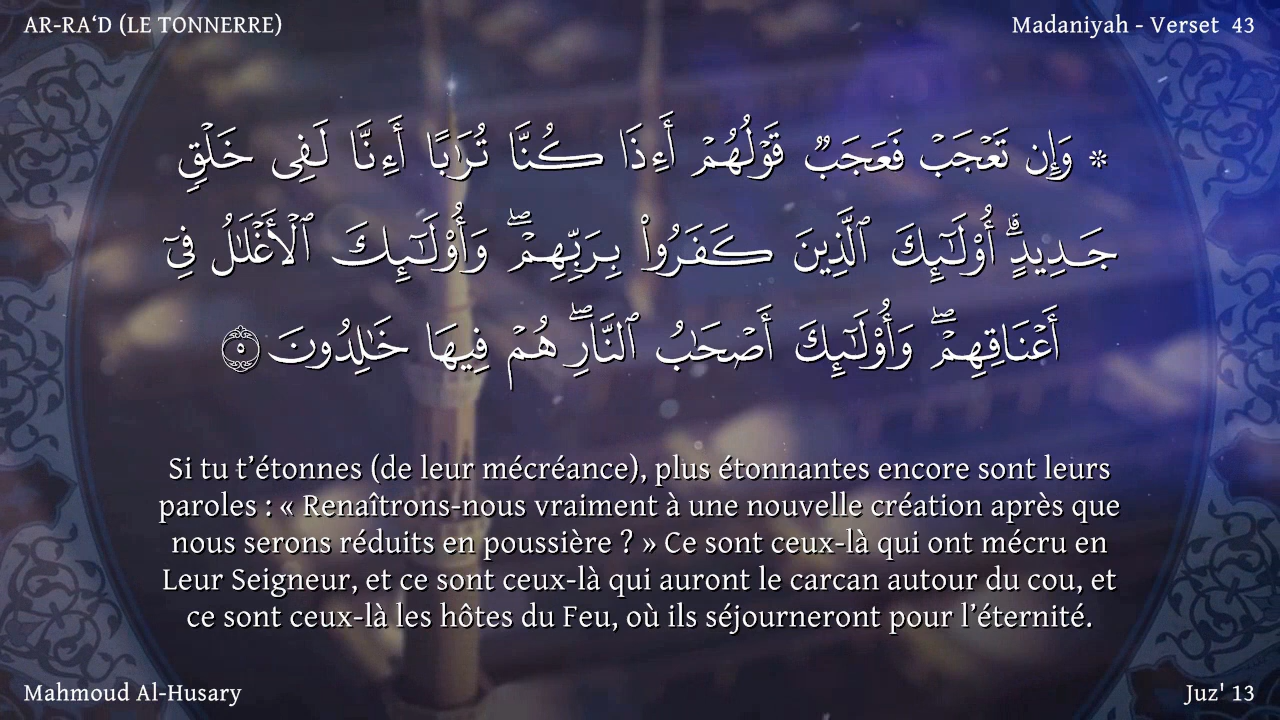 AR-RA‘D (LE TONNERRE)
Madaniyah - Verset 43
۞ وَإِن تَعۡجَبۡ فَعَجَبٞ قَوۡلُهُمۡ أَءِذَا كُنَّا تُرَٰبًا أَءِنَّا لَفِي خَلۡقٖ
جَدِيدٍۗ أُوْلَٰٓئِكَ ٱلَّذِينَ كَفَرُواْ بِرَبِّهِمۡۖ وَأُوْلَٰٓئِكَ ٱلۡأَغۡلَٰلُ فِيٓ
أَعۡنَاقِهِمۡۖ وَأُوْلَٰٓئِكَ أَصۡحَٰبُ ٱلنَّارِۖ هُمۡ فِيهَا خَٰلِدُونَ ٥
Si tu t’étonnes (de leur mécréance), plus étonnantes encore sont leurs
paroles : « Renaîtrons-nous vraiment à une nouvelle création après que
nous serons réduits en poussière ? » Ce sont ceux-là qui ont mécru en
Leur Seigneur, et ce sont ceux-là qui auront le carcan autour du cou, et
ce sont ceux-là les hôtes du Feu, où ils séjourneront pour l’éternité.
Mahmoud Al-Husary
Juz' 13